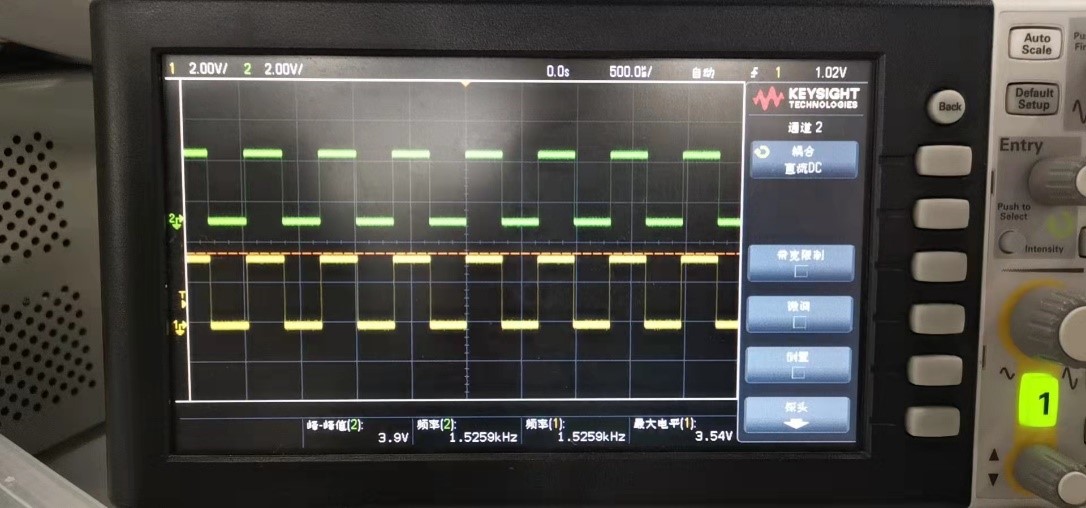 1 2.00V/ 2 2.00V/ 0.0s 500.0㎲/ 自动 1 1.02V
KEYSIGHT
TECHNOLOGIES
通道 2
耦合
直流DC
带宽限制
微调
倒置
探头
2
T
1
峰-峰值(2):
3.9V
频率(2):
1.5259kHz
频率(1):
1.5259kHz
最大电平(1):
3.54V
Back
Auto
Scale
Default
Setup
Entry
Push to
Select
Intensity
1